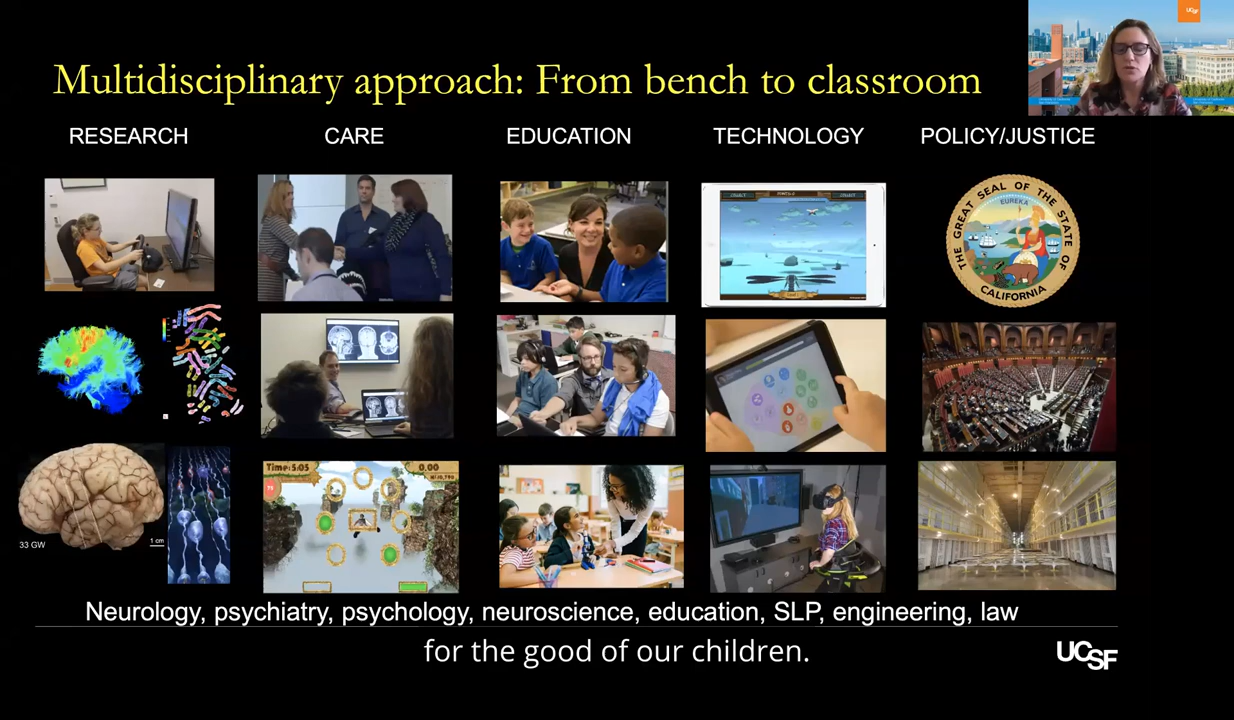 UCSF
Multidisciplinary approach: From bench to classroom
RESEARCH
CARE
EDUCATION
TECHNOLOGY
POLICY/JUSTICE
THE GREAT SEAL OF THE STATE OF CALIFORNIA
EUREKA
Time:5:05
0.00
33 GW
1 cm
Neurology, psychiatry, psychology, neuroscience, education, SLP, engineering, law
for the good of our children.
UCSF